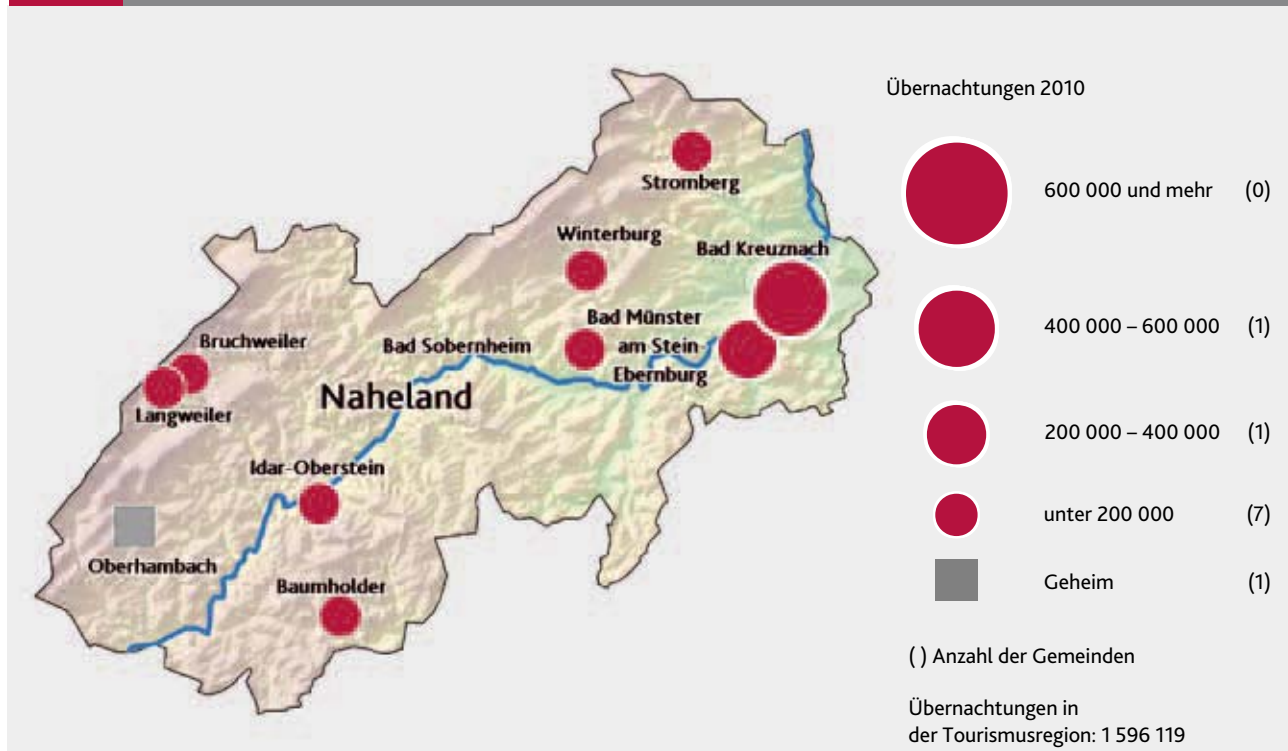 Stromberg
Winterburg
Bad Kreuznach
Bad Münster
am Stein-
Ebernburg
Bad Sobernheim
Bruchweiler
Langweiler
Naheland
Idar-Oberstein
Oberhambach
Baumholder
Übernachtungen 2010
600 000 und mehr (0)
400 000 – 600 000 (1)
200 000 – 400 000 (1)
unter 200 000 (7)
Geheim (1)
( ) Anzahl der Gemeinden
Übernachtungen in
der Tourismusregion: 1 596 119